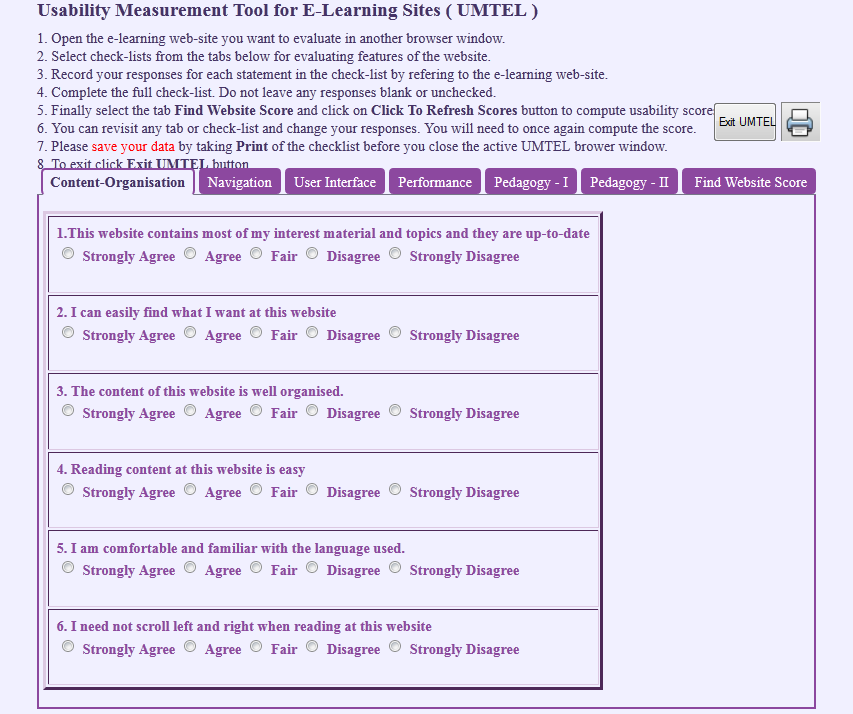 Usability Measurement Tool for E-Learning Sites ( UMTEL )
1. Open the e-learning web-site you want to evaluate in another browser window.
2. Select check-lists from the tabs below for evaluating features of the website.
3. Record your responses for each statement in the check-list by refering to the e-learning web-site.
4. Complete the full check-list. Do not leave any responses blank or unchecked.
5. Finally select the tab Find Website Score and click on Click To Refresh Scores button to compute usability score
6. You can revisit any tab or check-list and change your responses. You will need to once again compute the score.
7. Please save your data by taking Print of the checklist before you close the active UMTEL brower window.
8. To exit click Exit UMTEL button
Exit UMTEL
Content-Organisation Navigation User Interface Performance Pedagogy - I Pedagogy - II Find Website Score
1.This website contains most of my interest material and topics and they are up-to-date
Strongly Agree Agree Fair Disagree Strongly Disagree
2. I can easily find what I want at this website
Strongly Agree Agree Fair Disagree Strongly Disagree
3. The content of this website is well organised.
Strongly Agree Agree Fair Disagree Strongly Disagree
4. Reading content at this website is easy
Strongly Agree Agree Fair Disagree Strongly Disagree
5. I am comfortable and familiar with the language used.
Strongly Agree Agree Fair Disagree Strongly Disagree
6. I need not scroll left and right when reading at this website
Strongly Agree Agree Fair Disagree Strongly Disagree